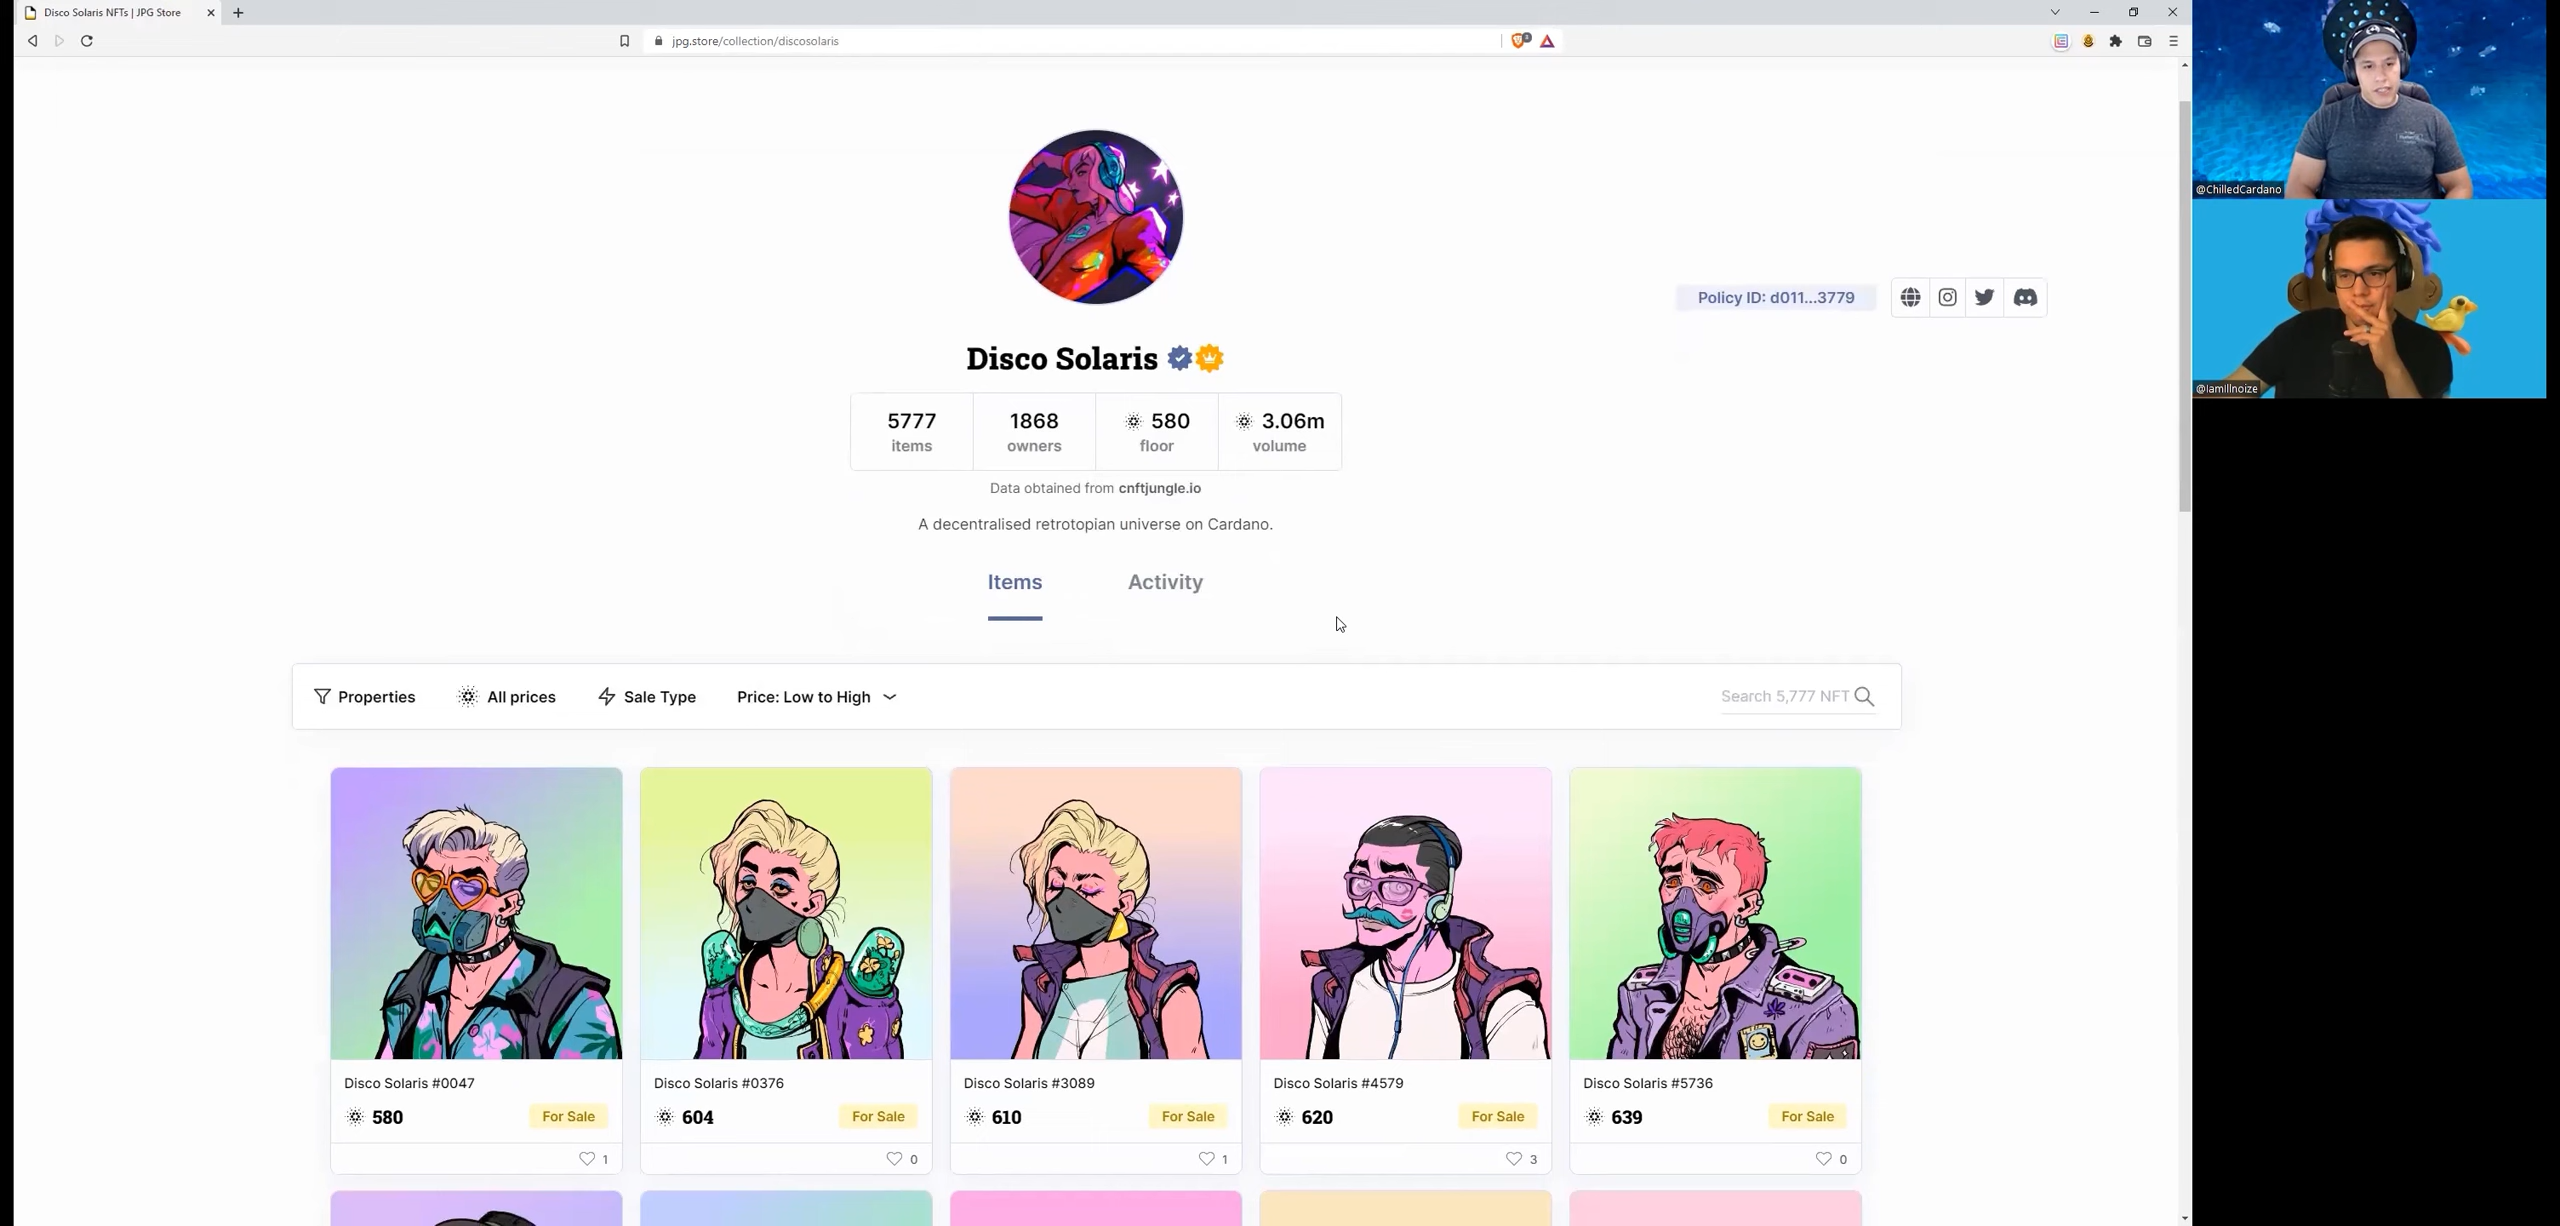 Disco Solaris NFTs | JPG Store
jpg.store/collection/discosolaris
@ChilledCardano
@IamIllnoize
Policy ID: d011...3779
Disco Solaris
5777
items
1868
owners
580
floor
3.06m
volume
Data obtained from cnftjungle.io
A decentralised retrotopian universe on Cardano.
Items Activity
Properties All prices Sale Type Price: Low to High Search 5,777 NFT
Disco Solaris #0047
580 For Sale
1
Disco Solaris #0376
604 For Sale
0
Disco Solaris #3089
610 For Sale
1
Disco Solaris #4579
620 For Sale
3
Disco Solaris #5736
639 For Sale
0